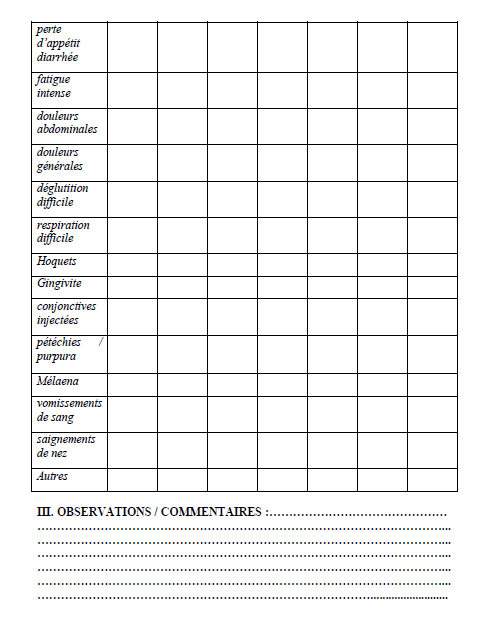 perte
d’appétit
diarrhée
fatigue
intense
douleurs
abdominales
douleurs
générales
déglutition
difficile
respiration
difficile
Hoquets
Gingivite
conjonctives
injectées
pétéchies /
purpura
Mélaena
vomissements
de sang
saignements
de nez
Autres
III. OBSERVATIONS / COMMENTAIRES :………………………………………
…………………………………………………………………………………………...
…………………………………………………………………………………………...
…………………………………………………………………………………………...
…………………………………………………………………………………………...
…………………………………………………………………………………………...
…………………………………………………………………………..........................